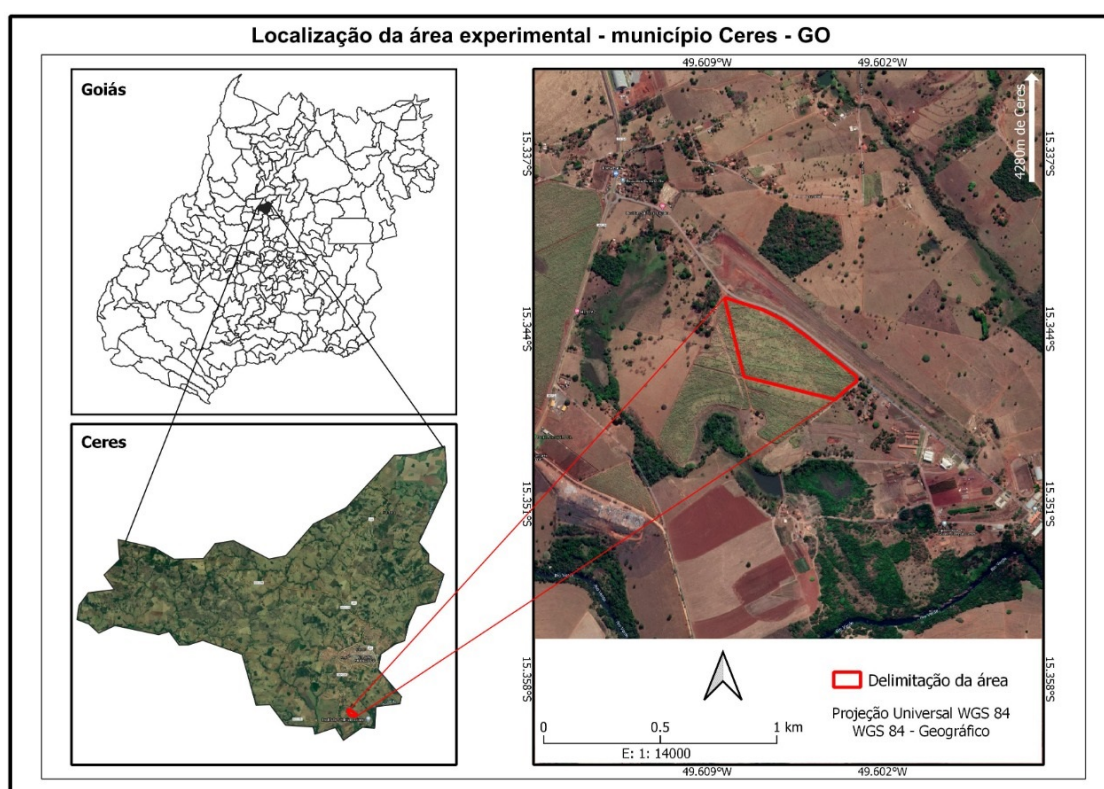 Localização da área experimental - município Ceres - GO
Goiás
Ceres
49.609°W
49.602°W
15.337°S
15.344°S
15.351°S
15.358°S
15.337°S
15.344°S
15.351°S
15.358°S
4280m de Ceres
Delimitação da área
Projeção Universal WGS 84
WGS 84 - Geográfico
0
0.5
1 km
E: 1: 14000
49.609°W
49.602°W